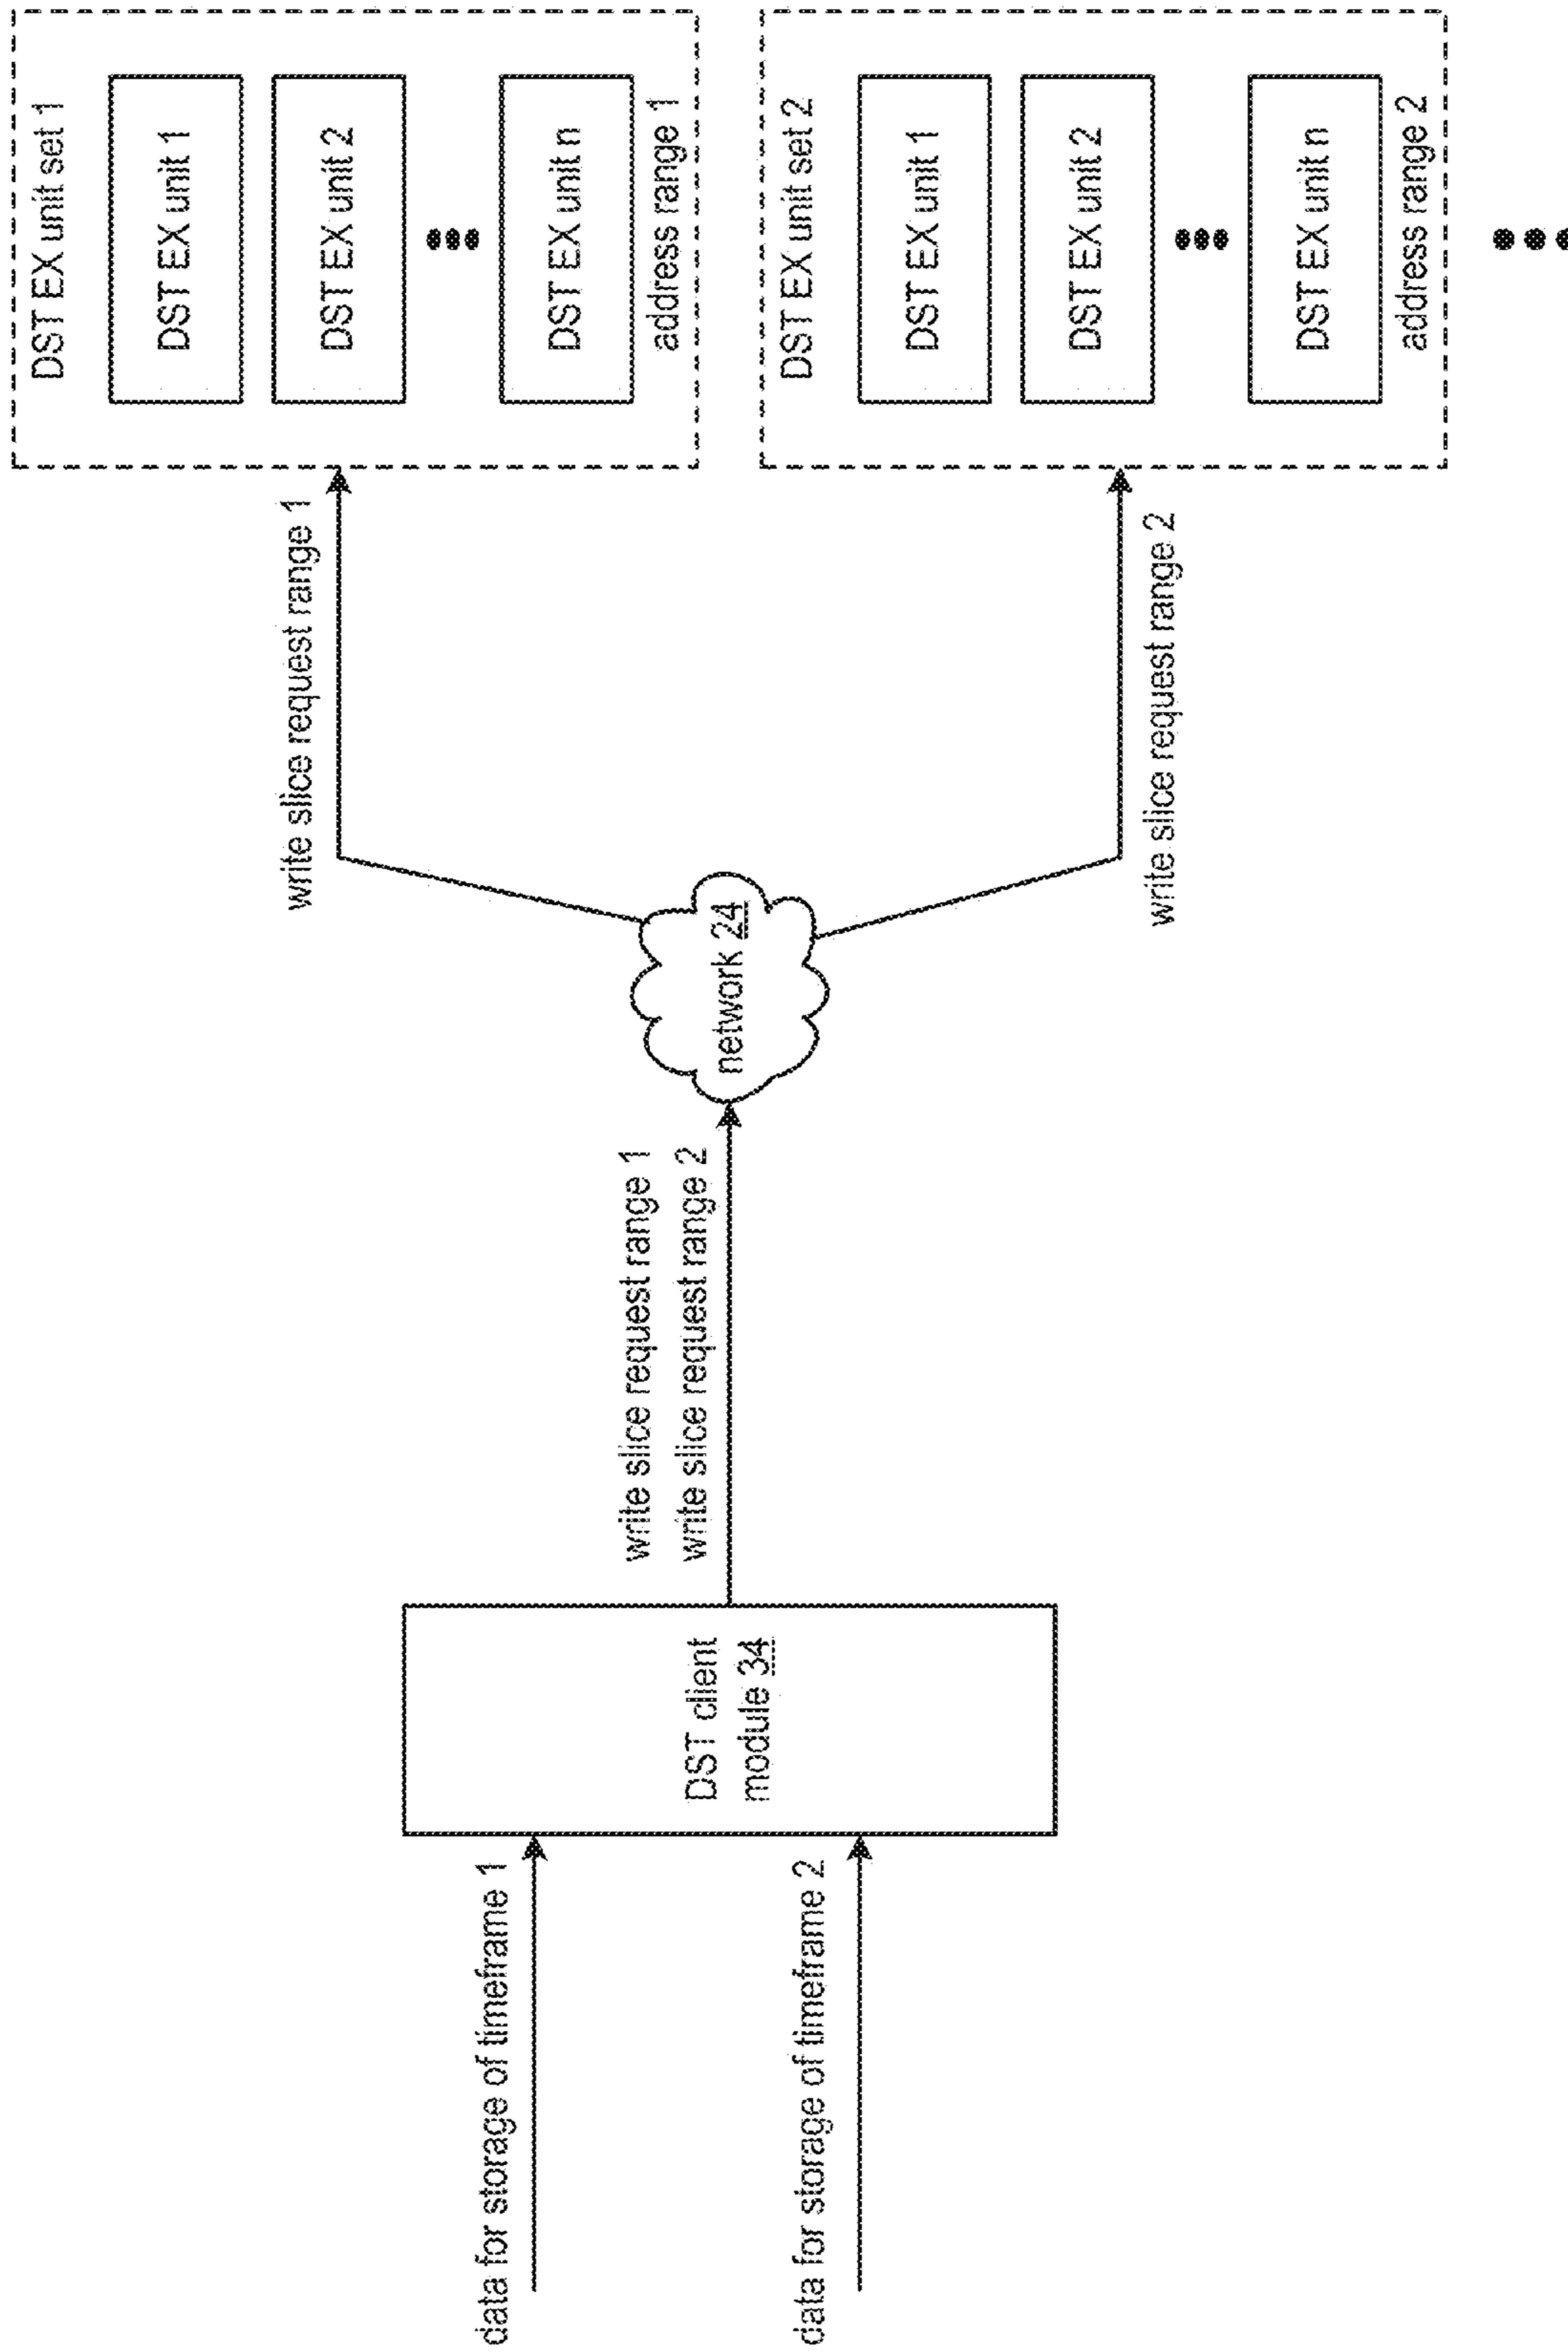 data for storage of timeframe 1
data for storage of timeframe 2
DST client
module 34
write slice request range 1
write slice request range 2
network 24
write slice request range 1
write slice request range 2
DST EX unit set 1
DST EX unit 1
DST EX unit 2
DST EX unit n
address range 1
DST EX unit set 2
DST EX unit 1
DST EX unit 2
DST EX unit n
address range 2